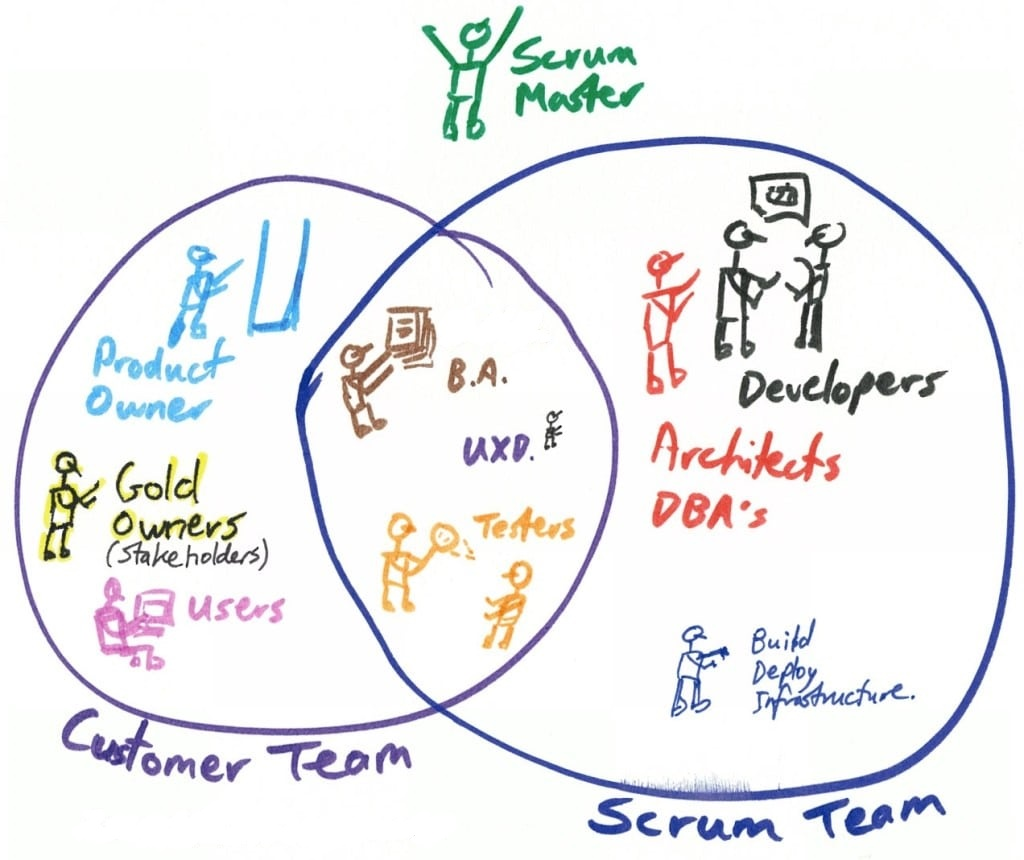 Scrum
Master
Product
Owner
Gold
Owners
(stakeholders)
users
B.A.
UXD.
Testers
Developers
Architects
DBA's
Build
Deploy
Infrastructure.
Customer Team
Scrum Team